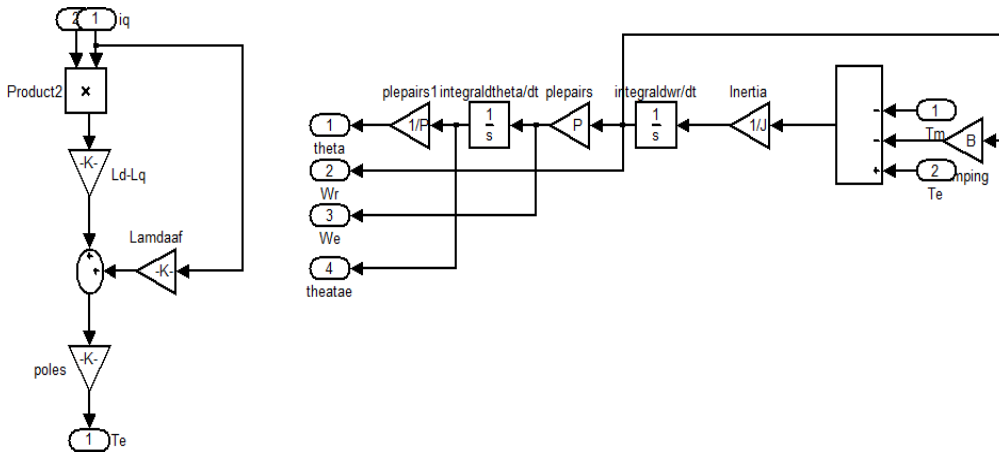 2 1 iq
Product2
×
-K-
Ld-Lq
Lamdaaf
-K-
-K-
poles
1 Te
plepairs1 integraldtheta/dt plepairs integraldwr/dt Inertia
1 1/P 1/s P 1/s 1/J
theta
2
Wr
3
We
4
theatae
-
-
+
1
Tm
B
mping
2
Te